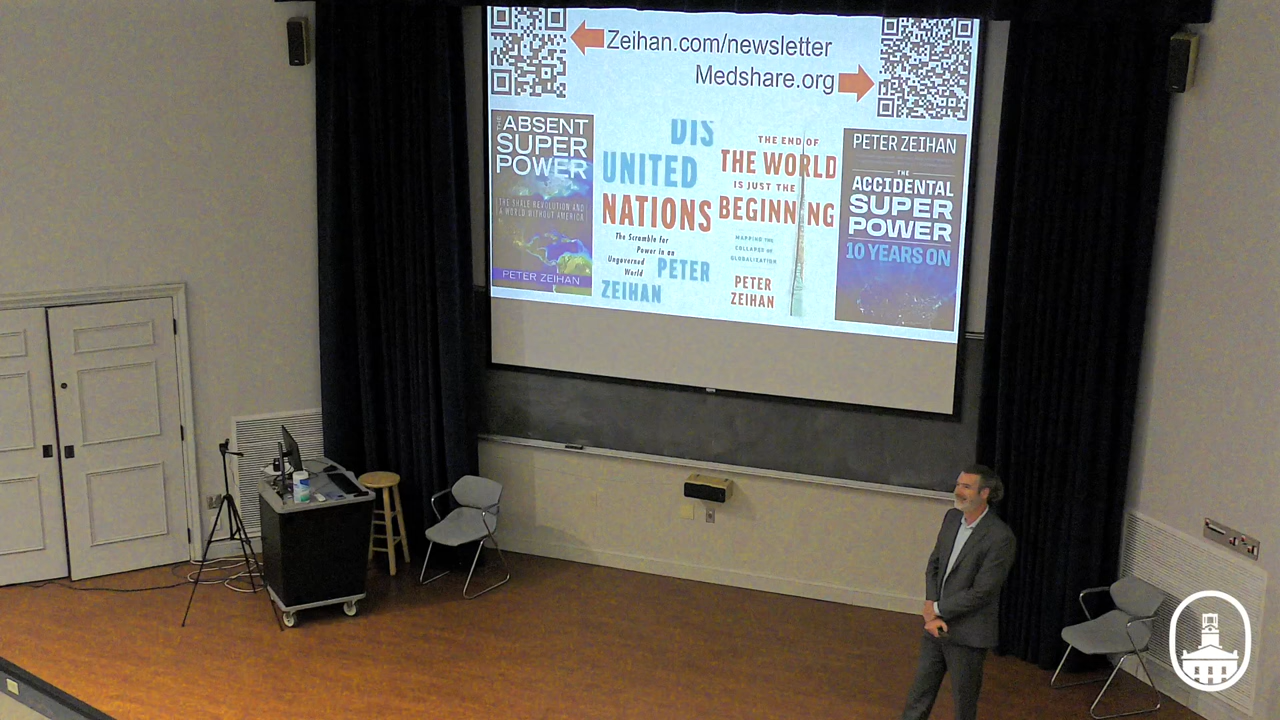 Zeihan.com/newsletter
Medshare.org
THE
ABSENT
SUPER
POWER
THE SHALE REVOLUTION AND
A WORLD WITHOUT AMERICA
PETER ZEIHAN
DIS
UNITED
NATIONS
The Scramble for
Power in an
Ungoverned
World
PETER
ZEIHAN
THE END OF
THE WORLD
IS JUST THE
BEGINNING
MAPPING THE
COLLAPSE OF
GLOBALIZATION
PETER
ZEIHAN
PETER ZEIHAN
THE
ACCIDENTAL
SUPER
POWER
10 YEARS ON